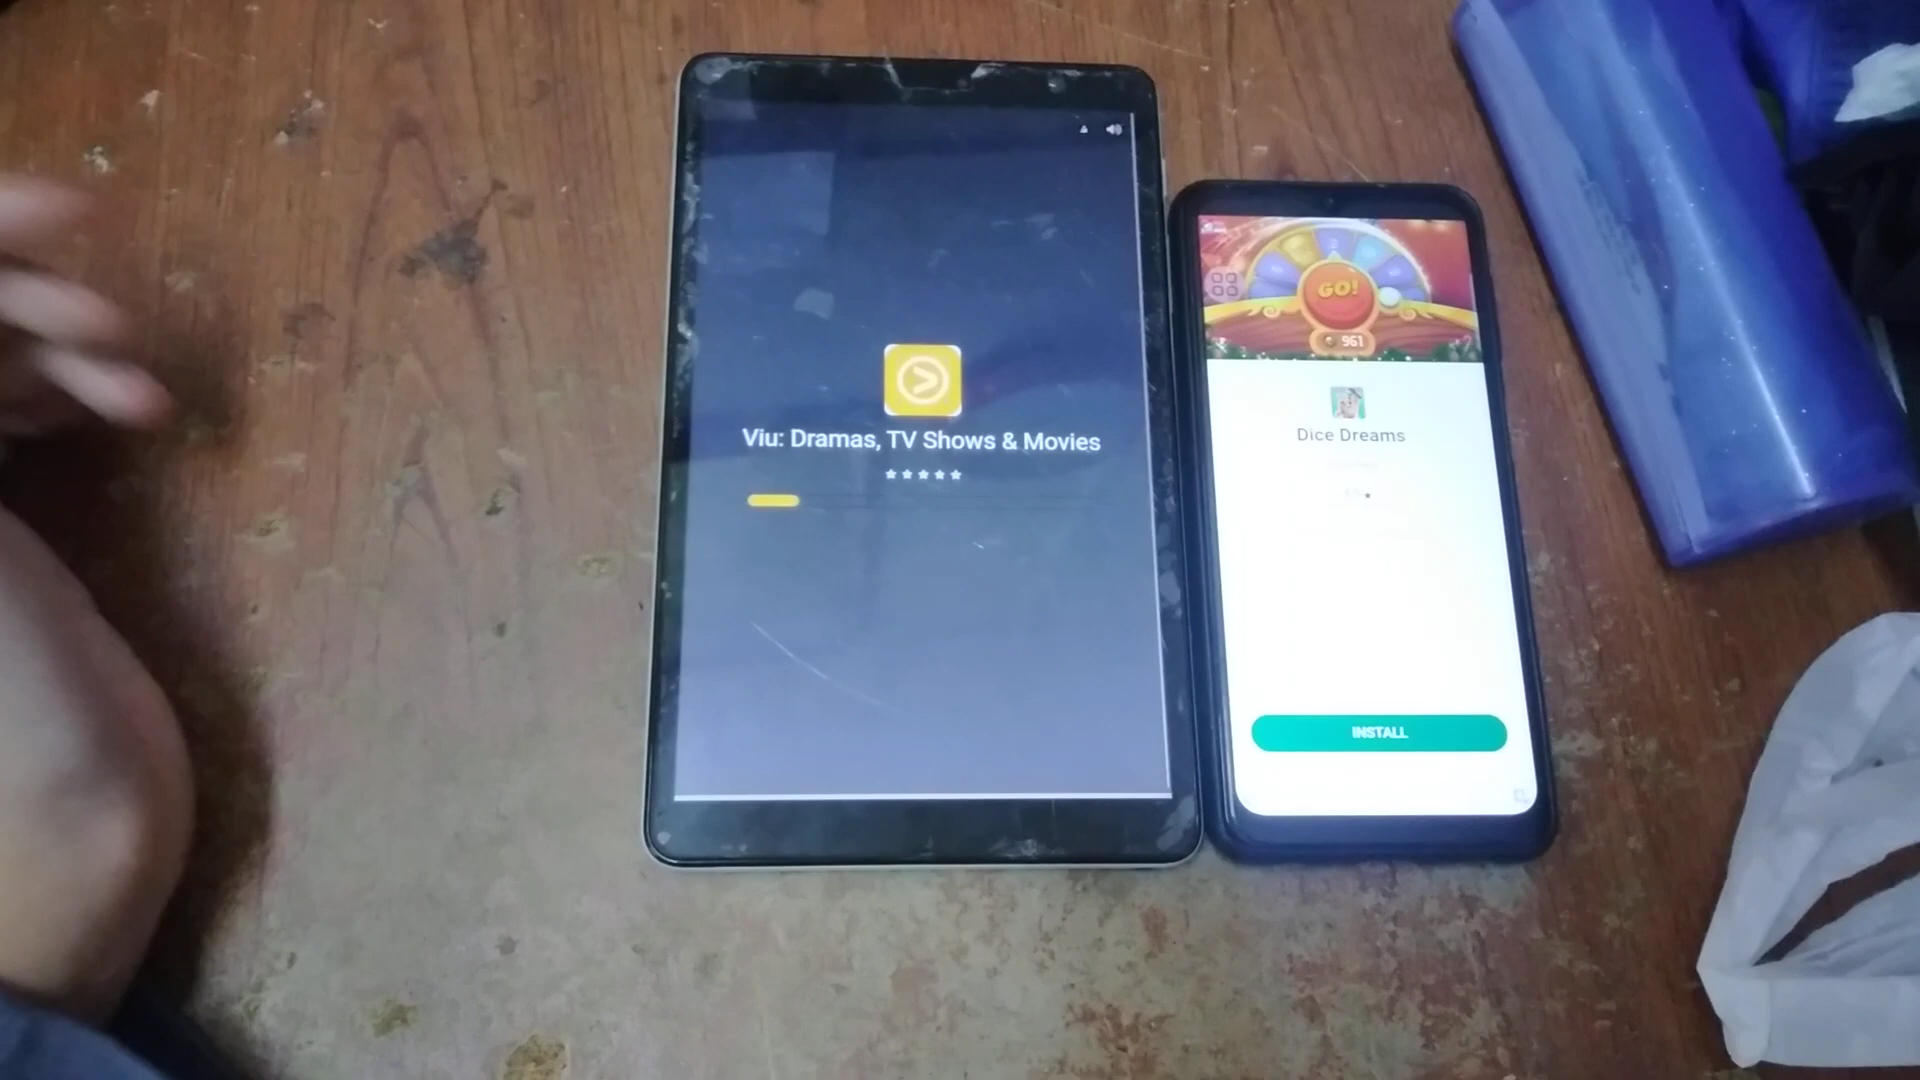 Viu: Dramas, TV Shows & Movies
GO!
961
Dice Dreams
INSTALL